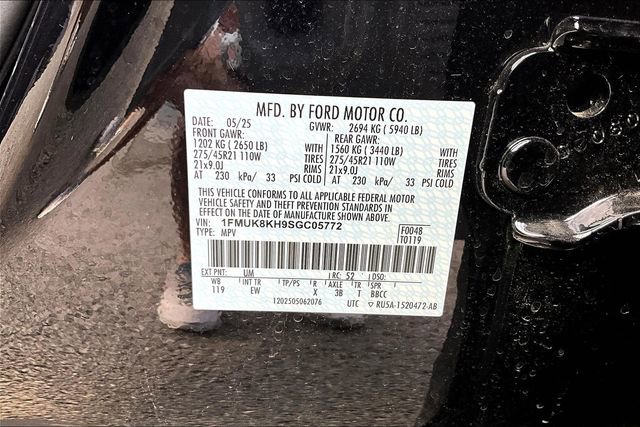 MFD. BY FORD MOTOR CO.
DATE: 05/25 GVWR: 2694 KG ( 5940 LB)
FRONT GAWR: REAR GAWR:
1202 KG ( 2650 LB) WITH 1560 KG ( 3440 LB) WITH
275/45R21 110W TIRES 275/45R21 110W TIRES
21x9.0J RIMS 21x9.0J RIMS
AT 230 kPa/ 33 PSI COLD AT 230 kPa/ 33 PSI COLD
THIS VEHICLE CONFORMS TO ALL APPLICABLE FEDERAL MOTOR
VEHICLE SAFETY AND THEFT PREVENTION STANDARDS IN
EFFECT ON THE DATE OF MANUFACTURE SHOWN ABOVE.
VIN: 1FMUK8KH9SGC05772 F0048
TYPE: MPV T0119
EXT PNT: UM RC: 52 DSO:
WB INT TR TP/PS R AXLE TR SPR
119 EW X 3B T BBCC
1202505062076 UTC RU5A-1520472-AB